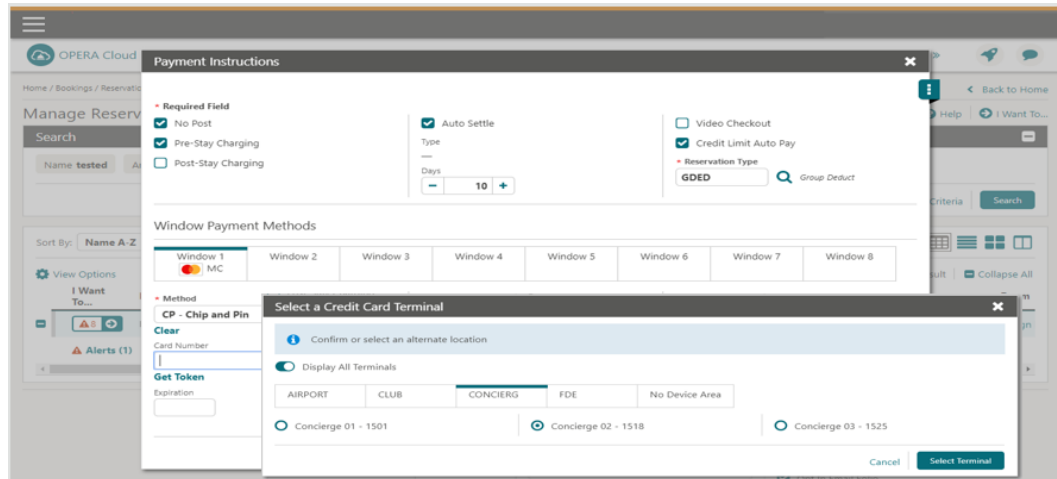 OPERA Cloud
Payment Instructions
Home / Bookings / Reservatio
Back to Home
Manage Reserv
Help
I Want To...
Search
Name tested
* Required Field
No Post
Pre-Stay Charging
Post-Stay Charging
Auto Settle
Type
—
Days
10
Video Checkout
Credit Limit Auto Pay
* Reservation Type
GDED
Group Deduct
Criteria
Search
Window Payment Methods
Sort By: Name A-Z
Window 1
MC
Window 2
Window 3
Window 4
Window 5
Window 6
Window 7
Window 8
View Options
Collapse All
I Want
To...
Alerts (1)
* Method
CP - Chip and Pin
Clear
Card Number
Get Token
Expiration
Select a Credit Card Terminal
Confirm or select an alternate location
Display All Terminals
AIRPORT
CLUB
CONCIERG
FDE
No Device Area
Concierge 01 - 1501
Concierge 02 - 1518
Concierge 03 - 1525
Cancel
Select Terminal